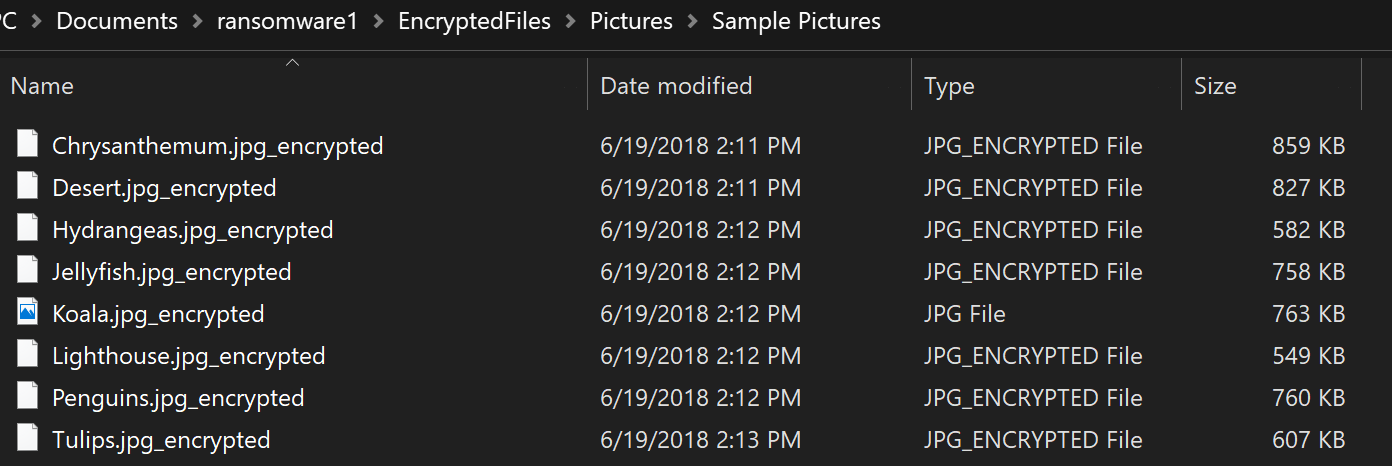 PC > Documents > ransomware1 > EncryptedFiles > Pictures > Sample Pictures
Name Date modified Type Size
Chrysanthemum.jpg_encrypted 6/19/2018 2:11 PM JPG_ENCRYPTED File 859 KB
Desert.jpg_encrypted 6/19/2018 2:11 PM JPG_ENCRYPTED File 827 KB
Hydrangeas.jpg_encrypted 6/19/2018 2:12 PM JPG_ENCRYPTED File 582 KB
Jellyfish.jpg_encrypted 6/19/2018 2:12 PM JPG_ENCRYPTED File 758 KB
Koala.jpg_encrypted 6/19/2018 2:12 PM JPG File 763 KB
Lighthouse.jpg_encrypted 6/19/2018 2:12 PM JPG_ENCRYPTED File 549 KB
Penguins.jpg_encrypted 6/19/2018 2:12 PM JPG_ENCRYPTED File 760 KB
Tulips.jpg_encrypted 6/19/2018 2:13 PM JPG_ENCRYPTED File 607 KB